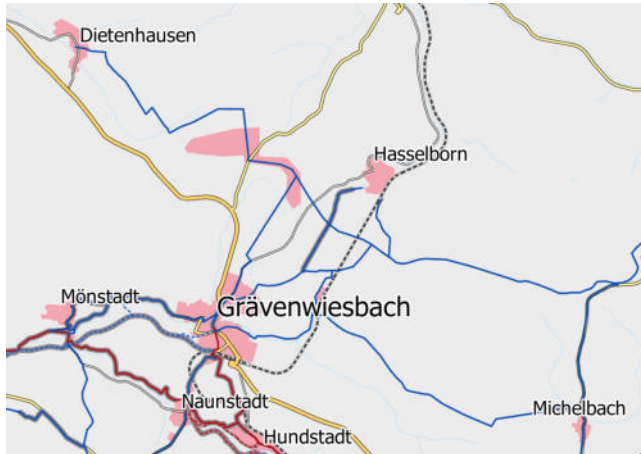 Dietenhausen
Hasselborn
Mönstadt
Grävenwiesbach
Naunstadt
Michelbach
Hundstadt